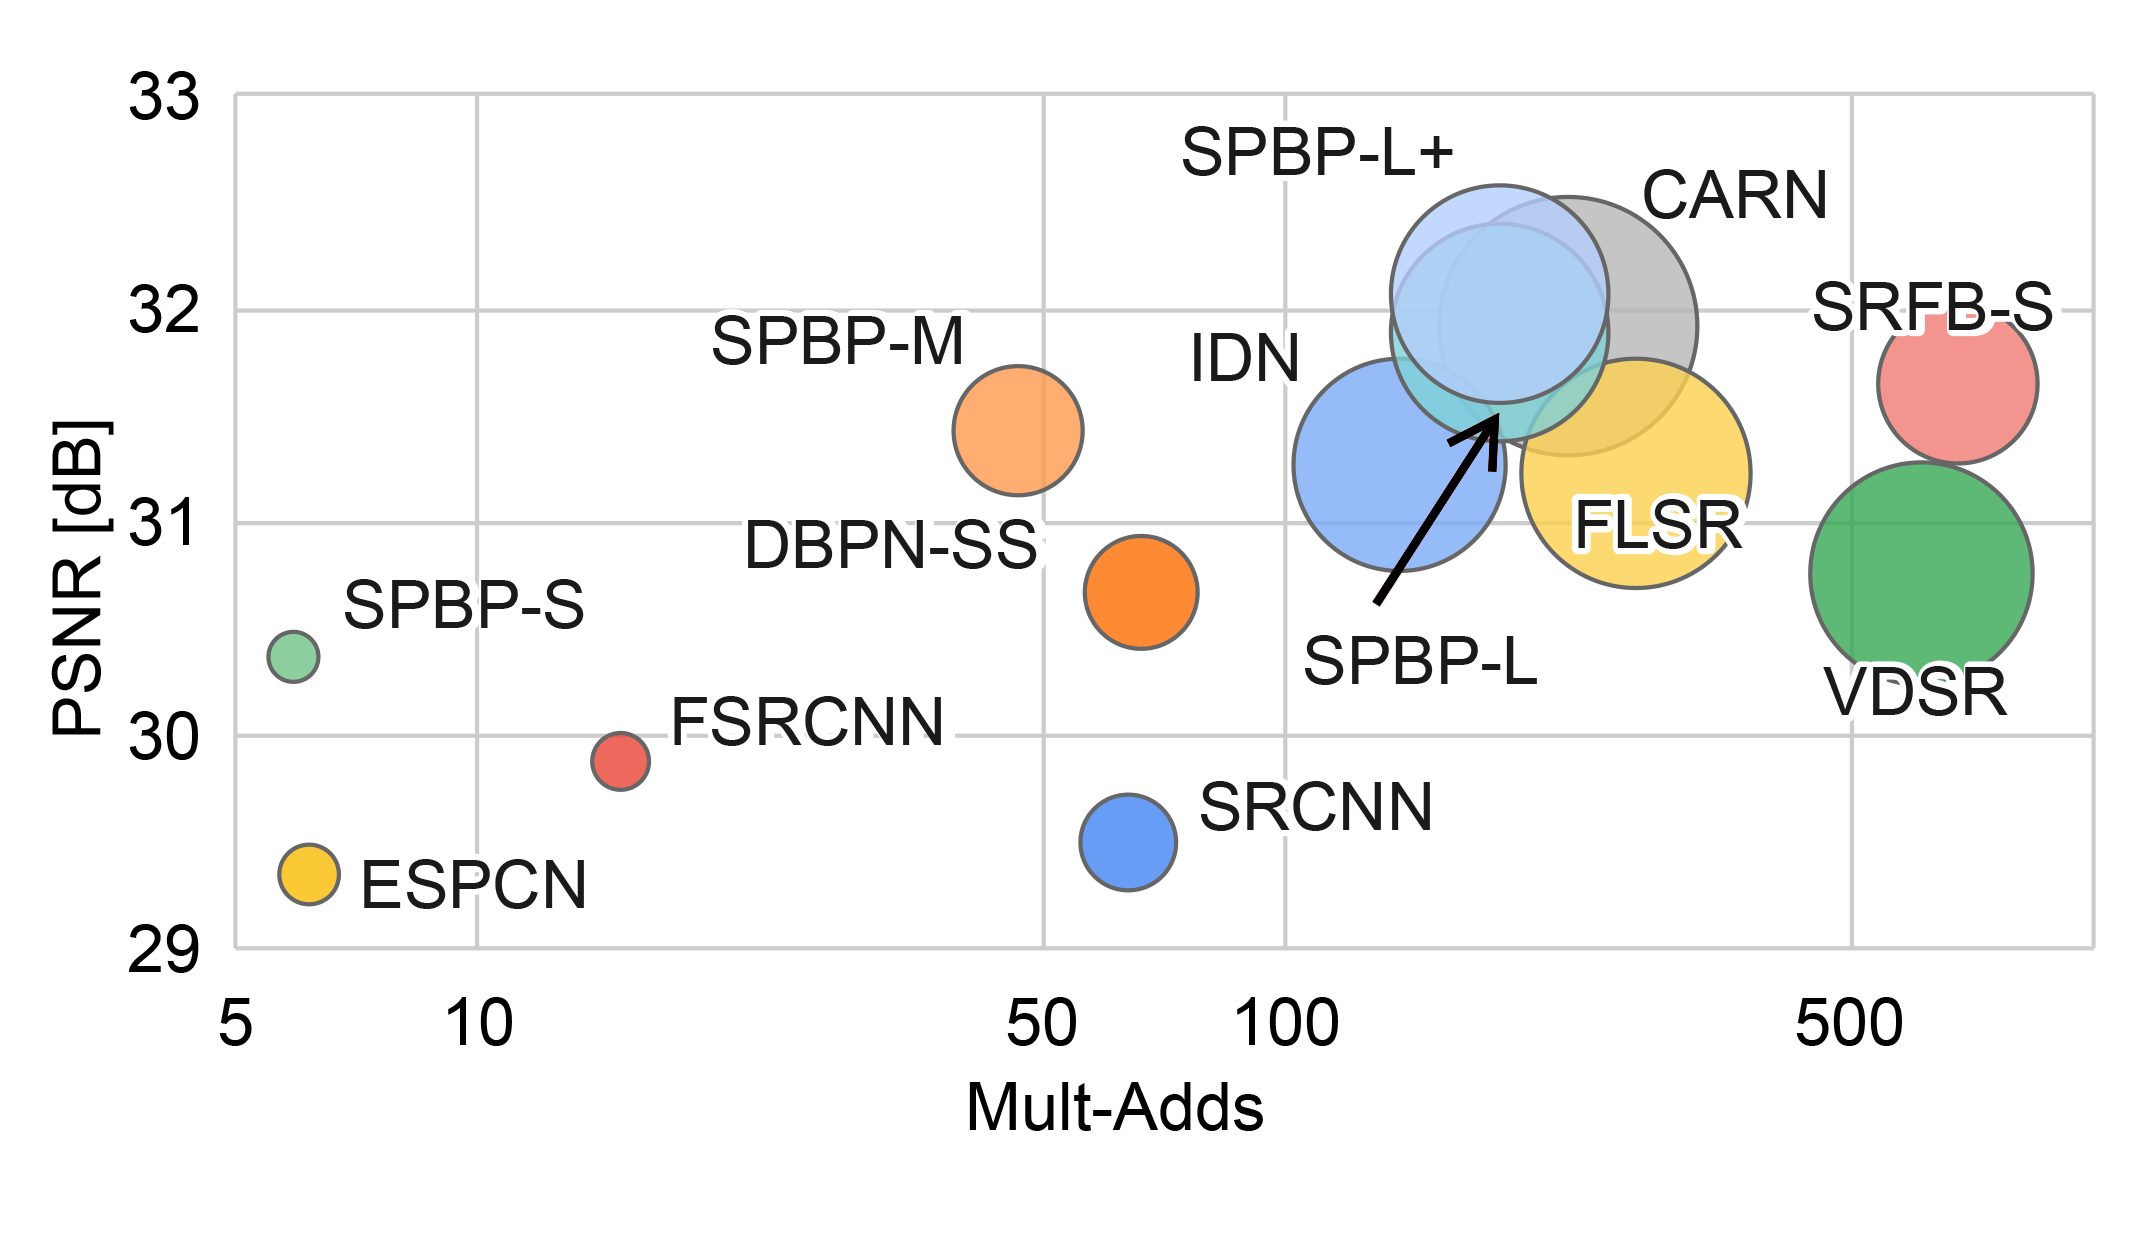 33
SPBP-L+
CARN
SRFB-S
32
SPBP-M
IDN
PSNR [dB]
31
DBPN-SS
FLSR
SPBP-S
SPBP-L
VDSR
30
FSRCNN
SRCNN
ESPCN
29
5 10 50 100 500
Mult-Adds